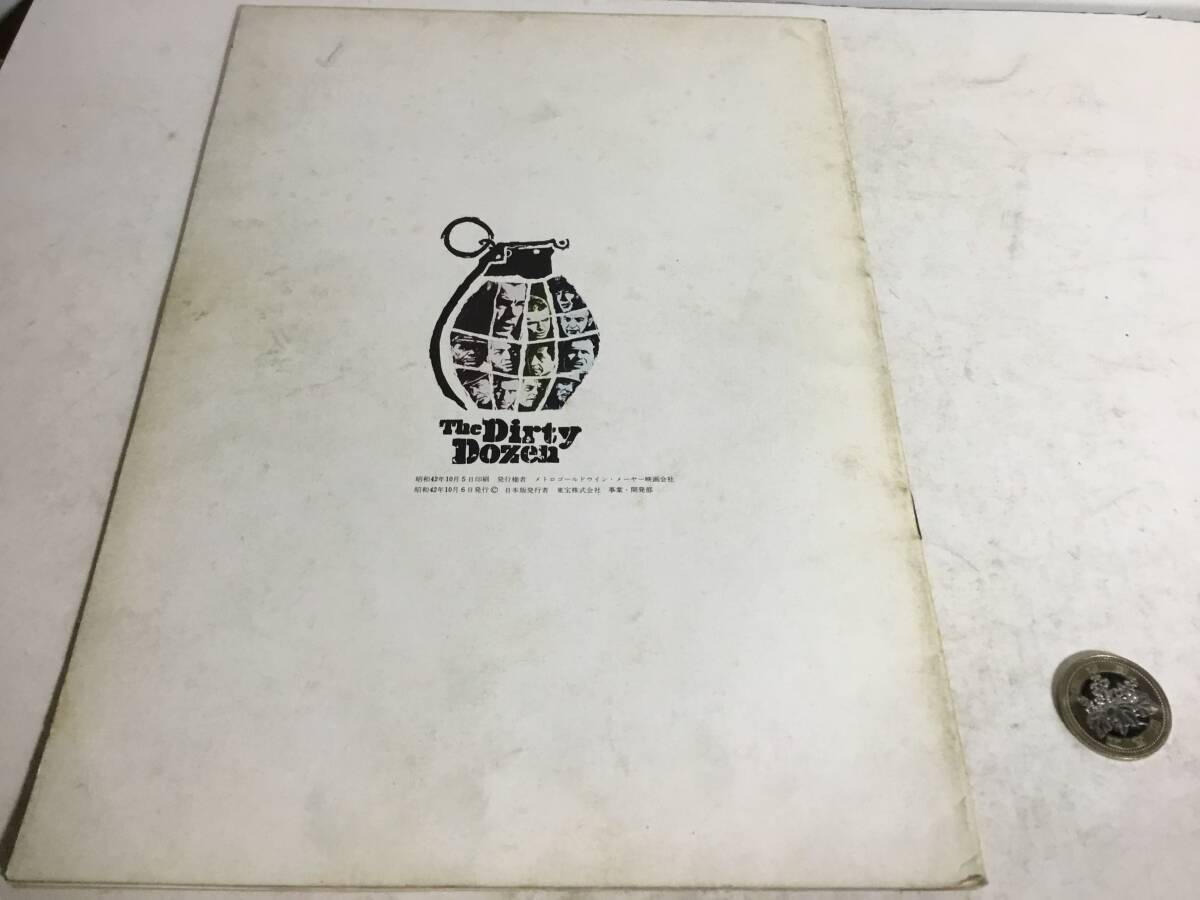 The Dirty
Dozen
昭和42年10月5日印刷 発行権者 メトロゴールドウイン・メーヤー映画会社
昭和42年10月6日発行© 日本版発行者 東宝株式会社 事業・開発部